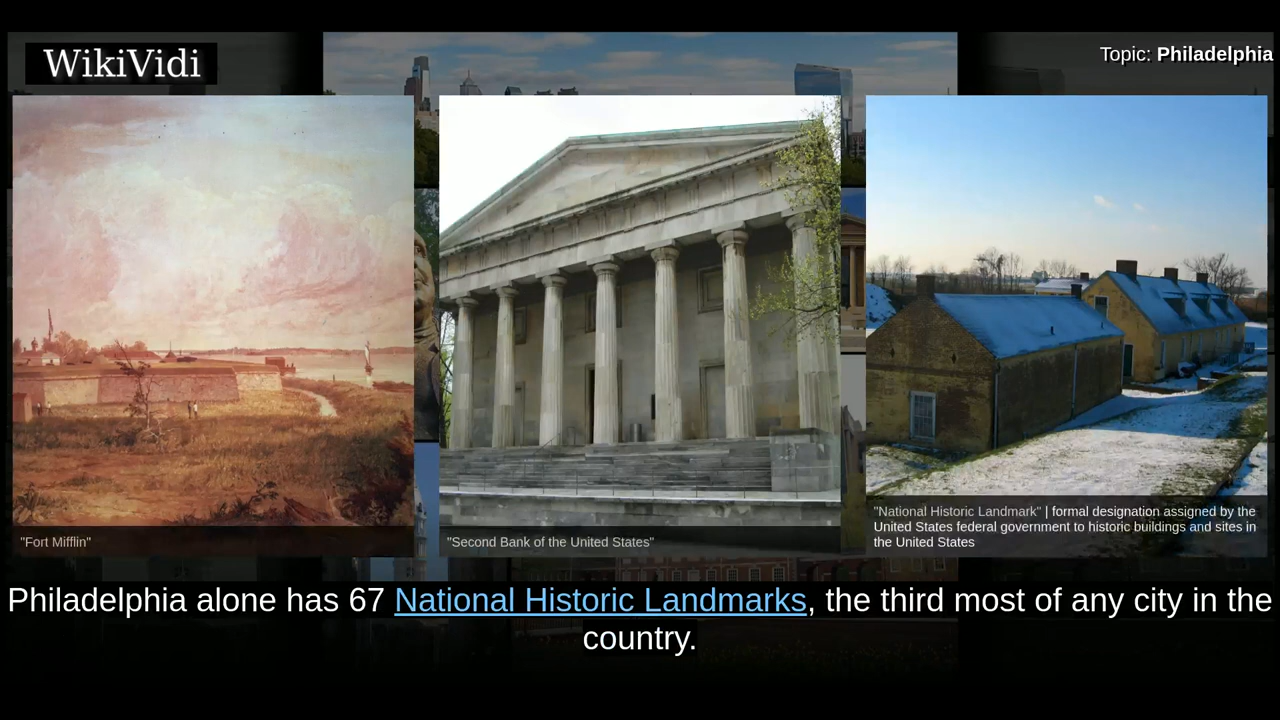 WikiVidi
Topic: Philadelphia
"Fort Mifflin"
"Second Bank of the United States"
"National Historic Landmark" | formal designation assigned by the
United States federal government to historic buildings and sites in
the United States
Philadelphia alone has 67 National Historic Landmarks, the third most of any city in the
country.